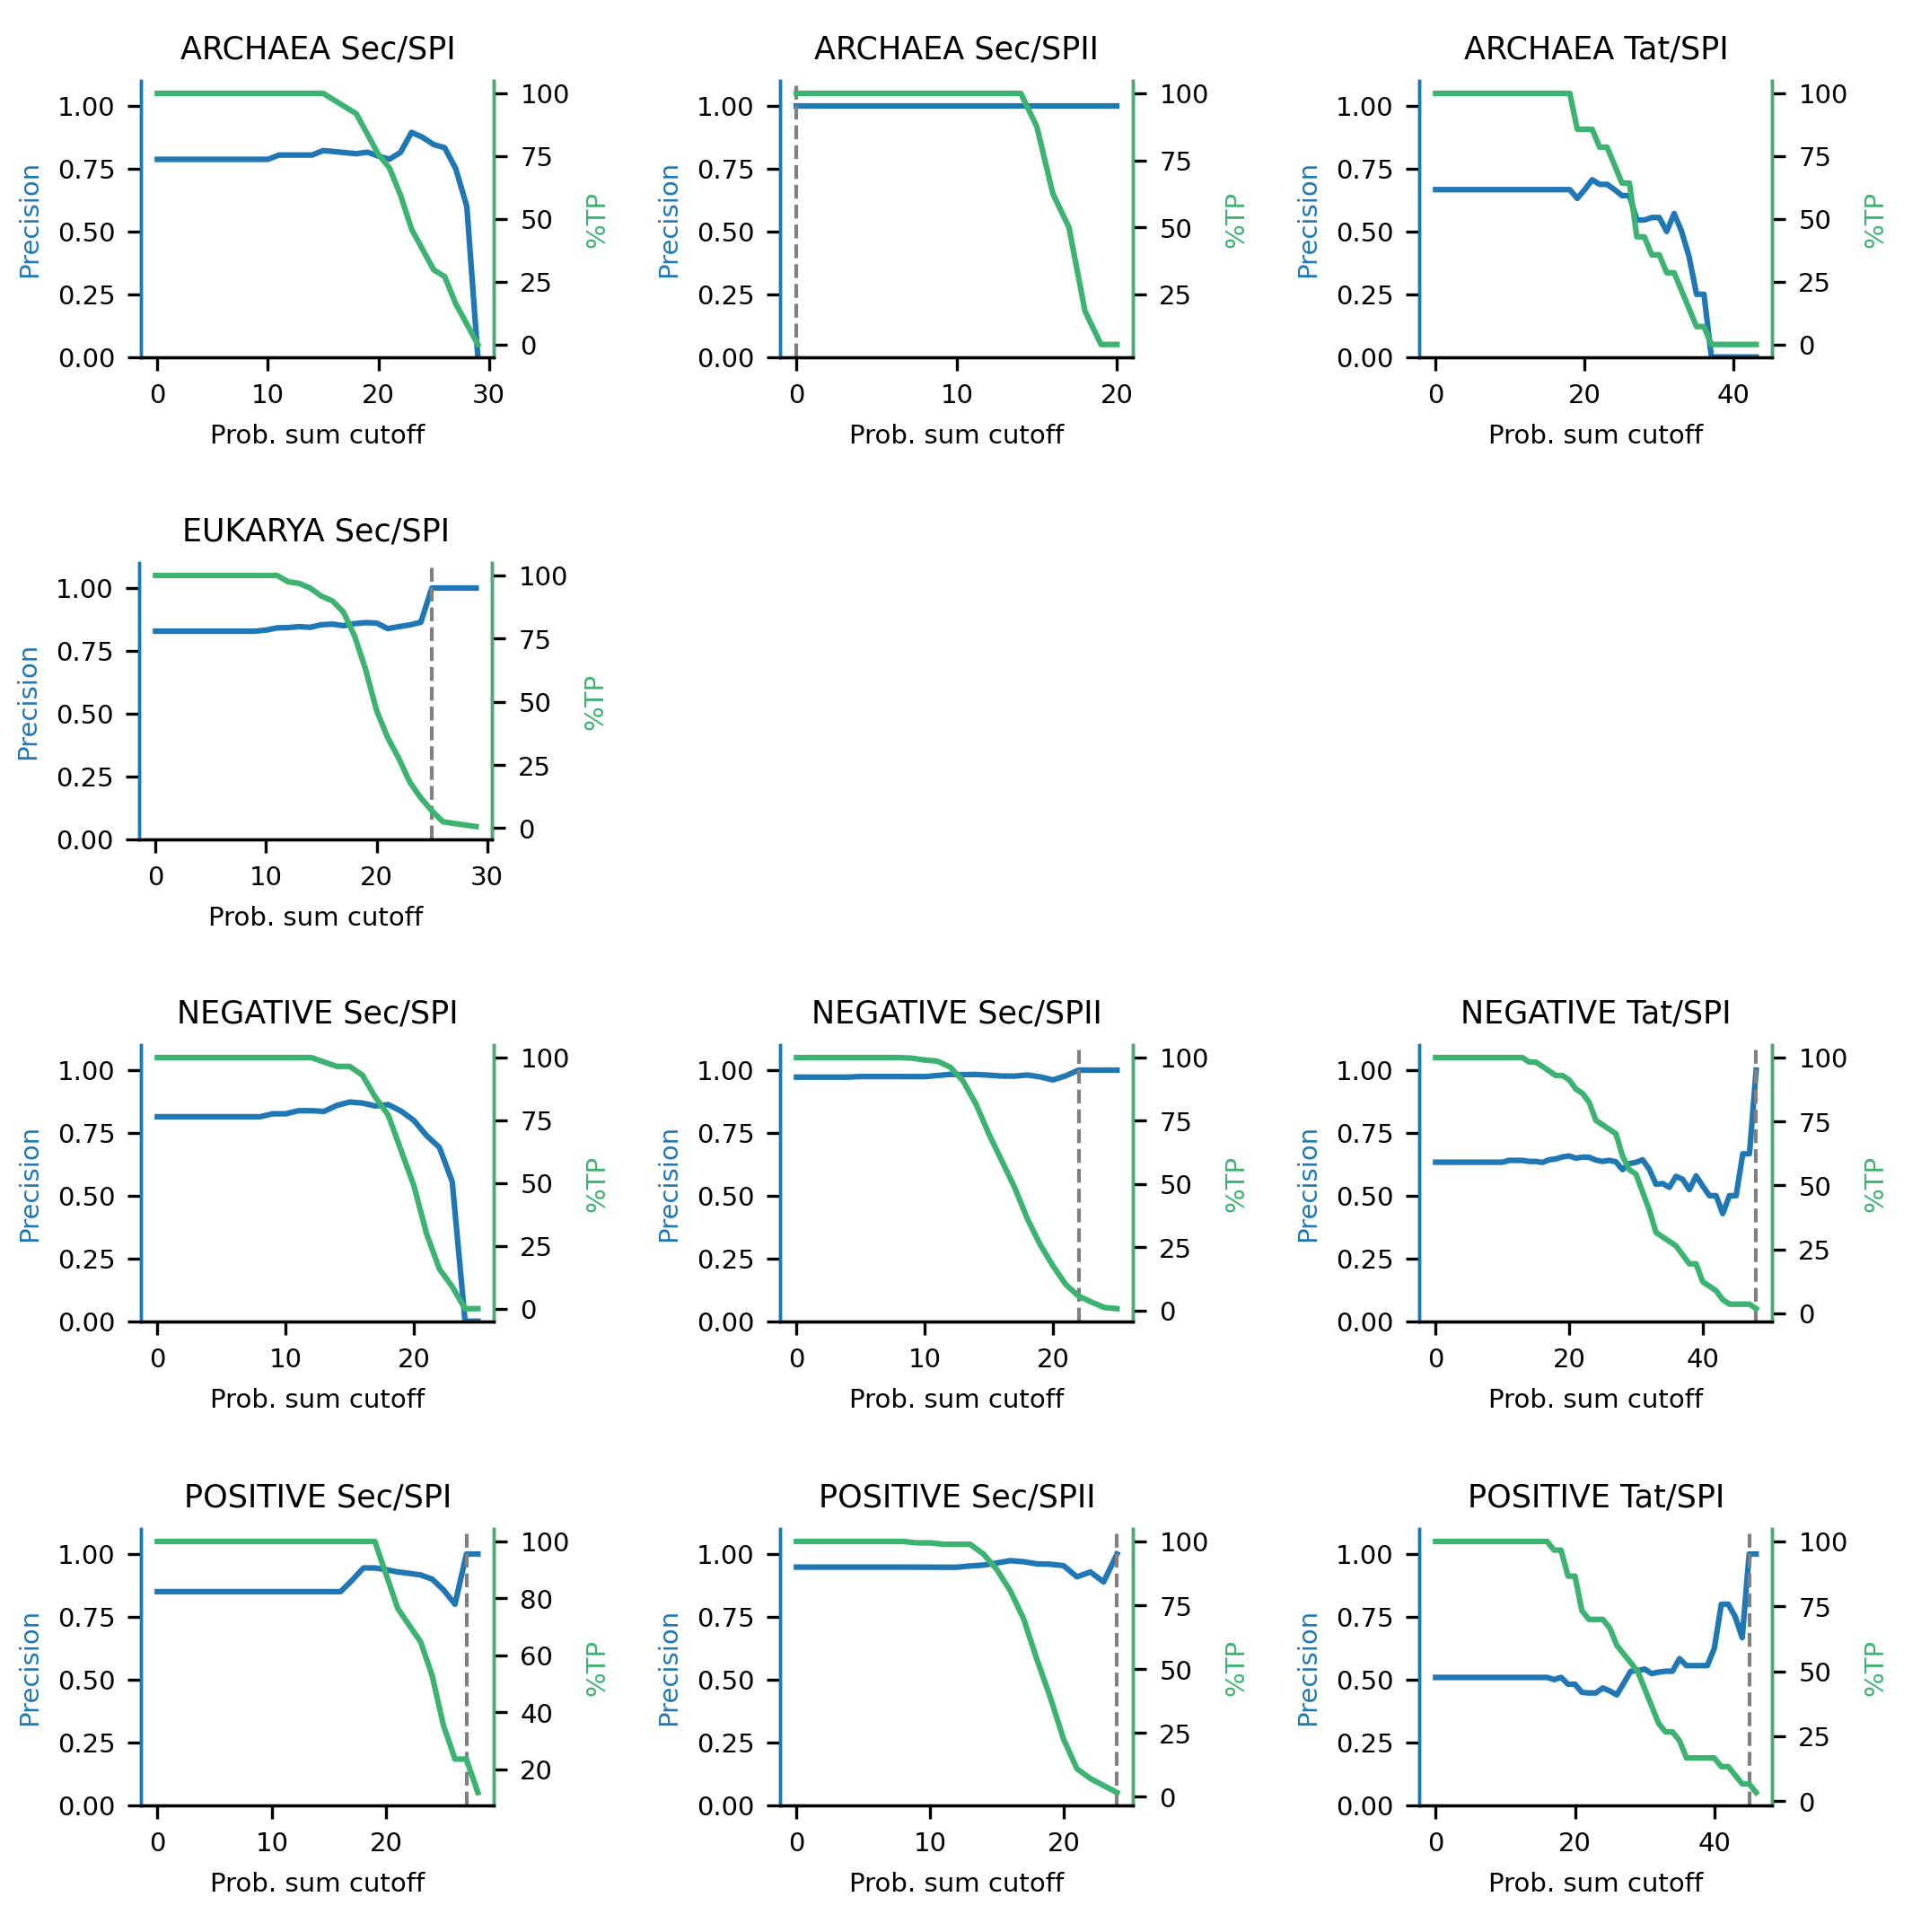 ARCHAEA Sec/SPI
1.00
0.75
0.50
0.25
0.00
Precision
100
75
50
25
0
%TP
0 10 20 30
Prob. sum cutoff
ARCHAEA Sec/SPII
1.00
0.75
0.50
0.25
0.00
Precision
100
75
50
25
%TP
0 10 20
Prob. sum cutoff
ARCHAEA Tat/SPI
1.00
0.75
0.50
0.25
0.00
Precision
100
75
50
25
0
%TP
0 20 40
Prob. sum cutoff
EUKARYA Sec/SPI
1.00
0.75
0.50
0.25
0.00
Precision
100
75
50
25
0
%TP
0 10 20 30
Prob. sum cutoff
NEGATIVE Sec/SPI
1.00
0.75
0.50
0.25
0.00
Precision
100
75
50
25
0
%TP
0 10 20
Prob. sum cutoff
NEGATIVE Sec/SPII
1.00
0.75
0.50
0.25
0.00
Precision
100
75
50
25
0
%TP
0 10 20
Prob. sum cutoff
NEGATIVE Tat/SPI
1.00
0.75
0.50
0.25
0.00
Precision
100
75
50
25
0
%TP
0 20 40
Prob. sum cutoff
POSITIVE Sec/SPI
1.00
0.75
0.50
0.25
0.00
Precision
100
80
60
40
20
%TP
0 10 20
Prob. sum cutoff
POSITIVE Sec/SPII
1.00
0.75
0.50
0.25
0.00
Precision
100
75
50
25
0
%TP
0 10 20
Prob. sum cutoff
POSITIVE Tat/SPI
1.00
0.75
0.50
0.25
0.00
Precision
100
75
50
25
0
%TP
0 20 40
Prob. sum cutoff